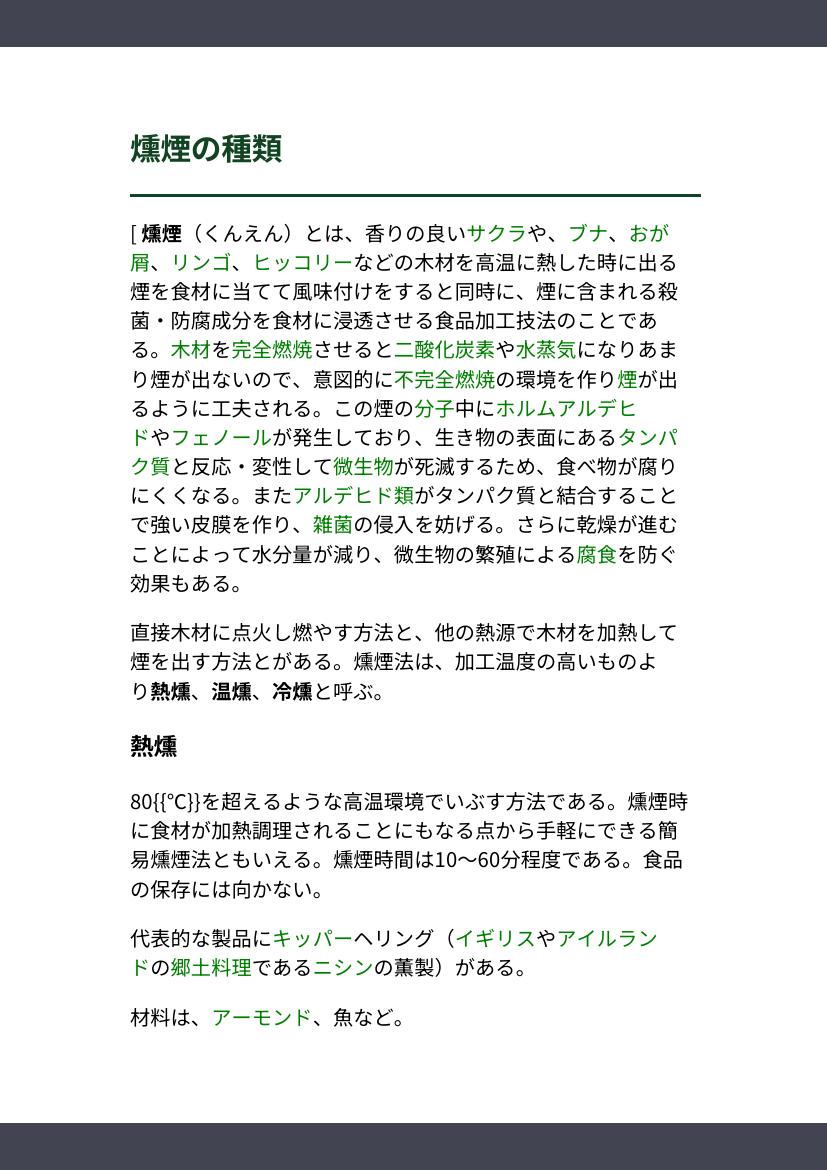 燻煙の種類
[ 燻煙（くんえん）とは、香りの良いサクラや、ブナ、おが
屑、リンゴ、ヒッコリーなどの木材を高温に熱した時に出る
煙を食材に当てて風味付けをすると同時に、煙に含まれる殺
菌・防腐成分を食材に浸透させる食品加工技法のことであ
る。木材を完全燃焼させると二酸化炭素や水蒸気になりあま
り煙が出ないので、意図的に不完全燃焼の環境を作り煙が出
るように工夫される。この煙の分子中にホルムアルデヒ
ドやフェノールが発生しており、生き物の表面にあるタンパ
ク質と反応・変性して微生物が死滅するため、食べ物が腐り
にくくなる。またアルデヒド類がタンパク質と結合すること
で強い皮膜を作り、雑菌の侵入を妨げる。さらに乾燥が進む
ことによって水分量が減り、微生物の繁殖による腐食を防ぐ
効果もある。
直接木材に点火し燃やす方法と、他の熱源で木材を加熱して
煙を出す方法とがある。燻煙法は、加工温度の高いものよ
り熱燻、温燻、冷燻と呼ぶ。
熱燻
80{{℃}}を超えるような高温環境でいぶす方法である。燻煙時
に食材が加熱調理されることにもなる点から手軽にできる簡
易燻煙法ともいえる。燻煙時間は10〜60分程度である。食品
の保存には向かない。
代表的な製品にキッパーヘリング（イギリスやアイルラン
ドの郷土料理であるニシンの薫製）がある。
材料は、アーモンド、魚など。